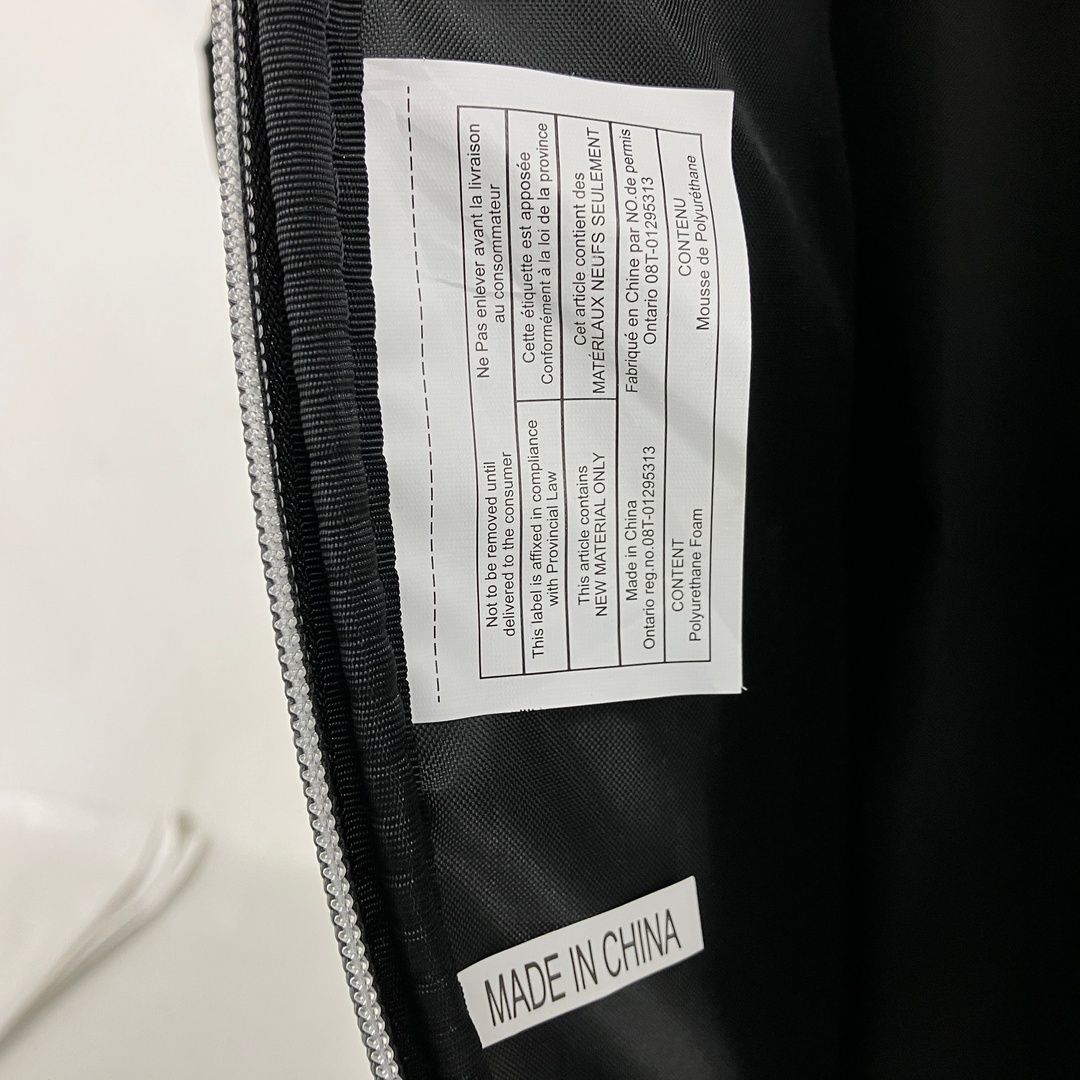 Not to be removed until
delivered to the consumer
Ne Pas enlever avant la livraison
au consommateur
This label is affixed in compliance
with Provincial Law
Cette étiquette est apposée
Conformément à la loi de la province
This article contains
NEW MATERIAL ONLY
Cet article contient des
MATÉRLAUX NEUFS SEULEMENT
Made in China
Ontario reg.no.08T-01295313
Fabriqué en Chine par NO.de permis
Ontario 08T-01295313
CONTENT
Polyurethane Foam
CONTENU
Mousse de Polyuréthane
MADE IN CHINA